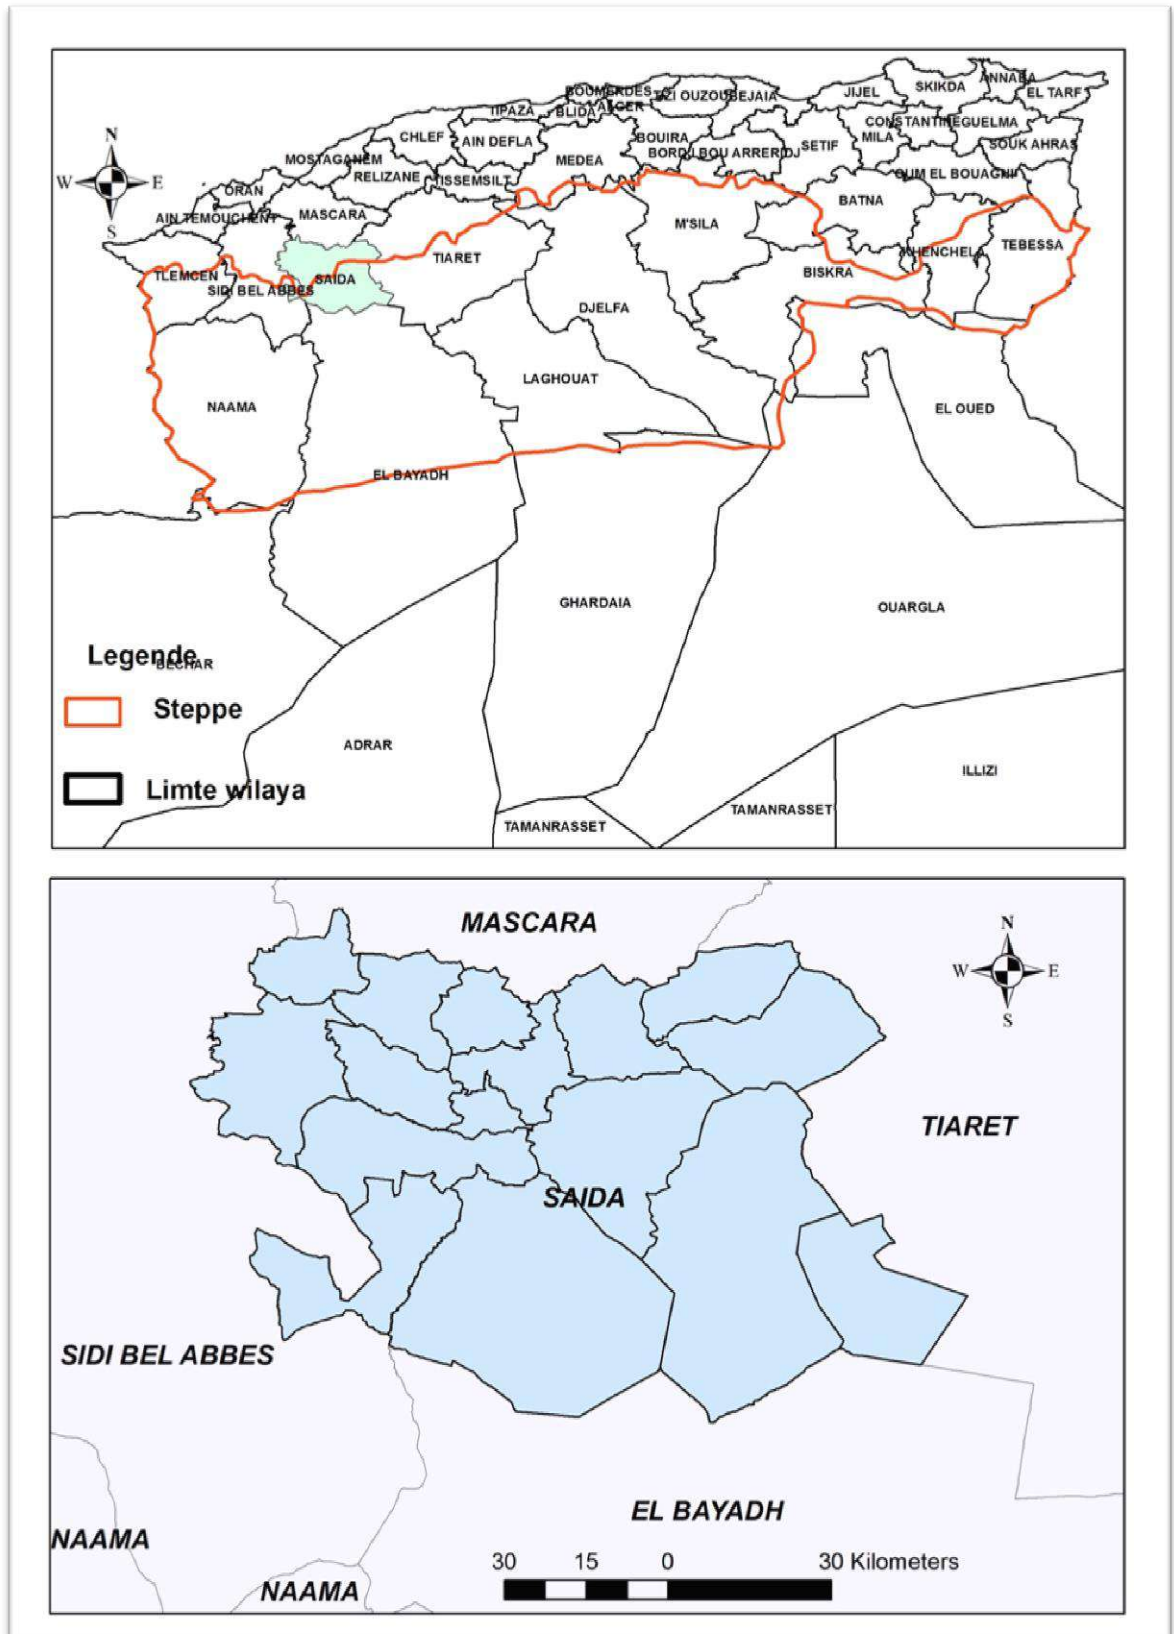 SKIKDA
ANNABA
EL TARF
JIJEL
BOUMERDES
TIZI OUZOU
BEJAIA
ALGER
TIPAZA
BLIDA
CONSTANTINE
GUELMA
MILA
SOUK AHRAS
CHLEF
AIN DEFLA
BOUIRA
SETIF
BORDJ BOU ARRERIDJ
MOSTAGANEM
MEDEA
RELIZANE
TISSEMSILT
OUM EL BOUAGHI
ORAN
BATNA
AIN TEMOUCHENT
MASCARA
M'SILA
N
W
E
S
TEBESSA
KHENCHELA
TIARET
BISKRA
TLEMCEN
SAIDA
SIDI BEL ABBES
DJELFA
LAGHOUAT
NAAMA
EL OUED
EL BAYADH
GHARDAIA
OUARGLA
Legende
BECHAR
Steppe
ADRAR
ILLIZI
Limte wilaya
TAMANRASSET
TAMANRASSET
MASCARA
N
W
E
S
TIARET
SAIDA
SIDI BEL ABBES
EL BAYADH
NAAMA
NAAMA
30 15 0 30 Kilometers